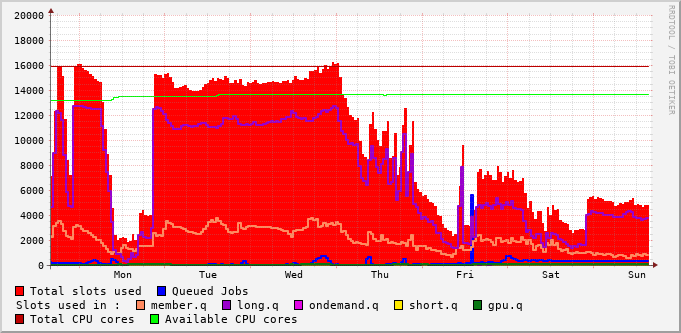 20000
18000
16000
14000
12000
10000
8000
6000
4000
2000
0
Mon Tue Wed Thu Fri Sat Sun
RRDTOOL / TOBI OETIKER
Total slots used Queued Jobs
Slots used in : member.q long.q ondemand.q short.q gpu.q
Total CPU cores Available CPU cores